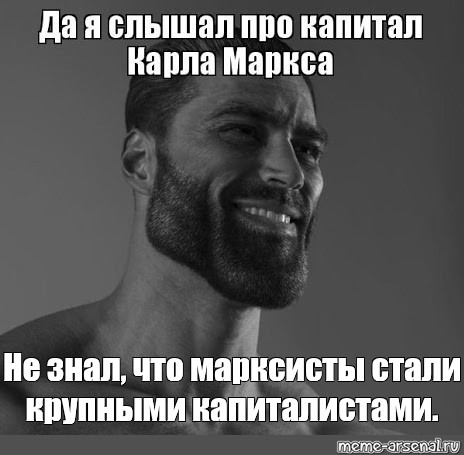 Да я слышал про капитал
Карла Маркса
Не знал, что марксисты стали
крупными капиталистами.
meme-arsenal.ru